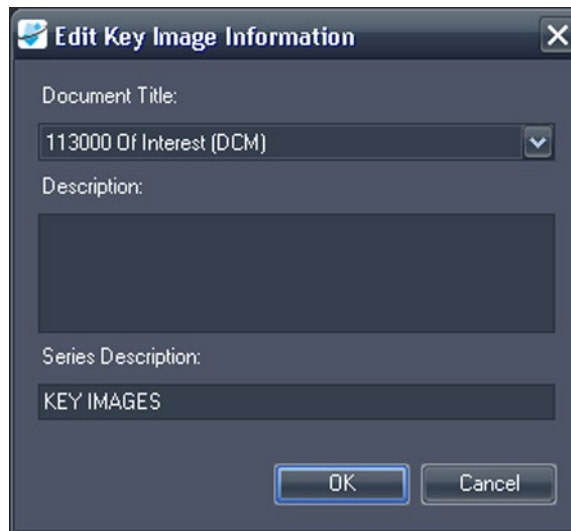 Edit Key Image Information
Document Title:
113000 Of Interest (DCM)
Description:
Series Description:
KEY IMAGES
OK
Cancel